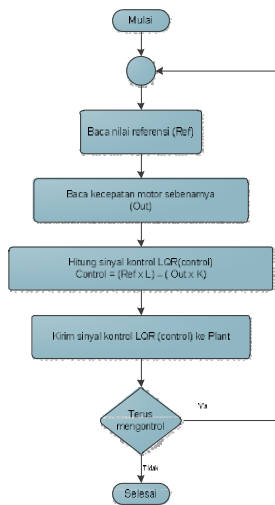 Mulai
Baca nilai referensi (Ref)
Baca kecepatan motor sebenarnya
(Out)
Hitung sinyal kontrol LQR(control)
Control = (Ref x L) – ( Out x K)
Kirim sinyal kontrol LQR (control) ke Plant
Terus
mengontrol
Ya
Tidak
Selesai